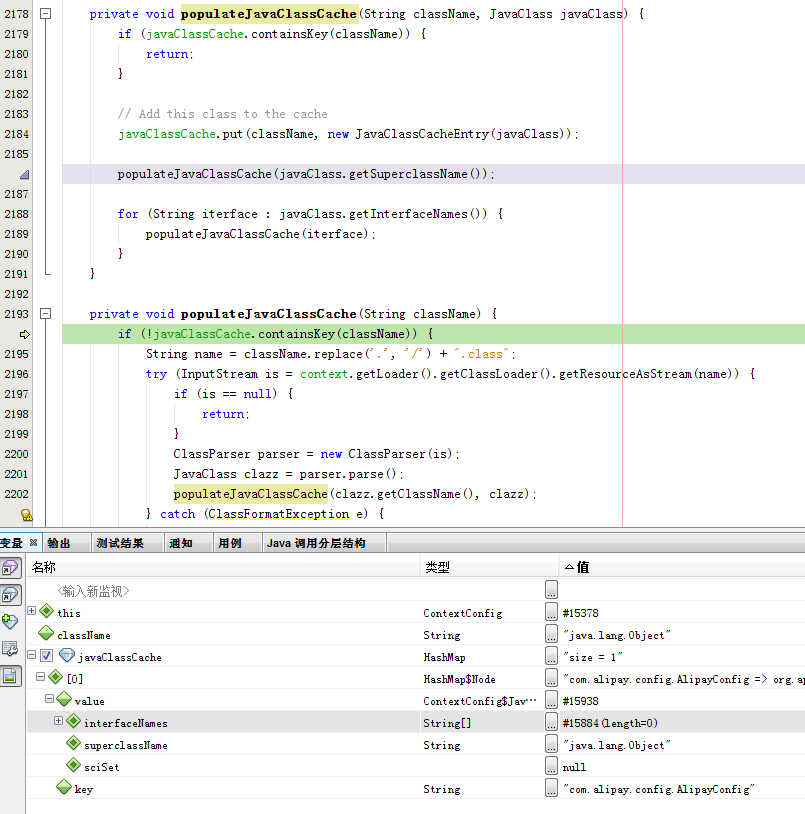 2178 private void populateJavaClassCache(String className, JavaClass javaClass) {
2179 if (javaClassCache.containsKey(className)) {
2180 return;
2181 }
2182
2183 // Add this class to the cache
2184 javaClassCache.put(className, new JavaClassCacheEntry(javaClass));
2185
populateJavaClassCache(javaClass.getSuperclassName());
2187
2188 for (String iterface : javaClass.getInterfaceNames()) {
2189 populateJavaClassCache(iterface);
2190 }
2191 }
2192
2193 private void populateJavaClassCache(String className) {
if (!javaClassCache.containsKey(className)) {
2195 String name = className.replace('.', '/') + ".class";
2196 try (InputStream is = context.getLoader().getClassLoader().getResourceAsStream(name)) {
2197 if (is == null) {
2198 return;
2199 }
2200 ClassParser parser = new ClassParser(is);
2201 JavaClass clazz = parser.parse();
2202 populateJavaClassCache(clazz.getClassName(), clazz);
} catch (ClassFormatException e) {
变量 输出 测试结果 通知 用例 Java 调用分层结构
名称 类型 值
<输入新监视> ...
this ContextConfig ... #15378
className String ... "java.lang.Object"
javaClassCache HashMap ... "size = 1"
[0] HashMap$Node ... "com.alipay.config.AlipayConfig => org.ap
value ContextConfig$Jav... ... #15938
interfaceNames String[] ... #15884(length=0)
superclassName String ... "java.lang.Object"
sciSet ... null
key String ... "com.alipay.config.AlipayConfig"